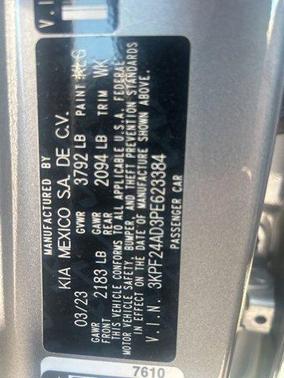 V.I.N
MANUFACTURED BY
KIA MEXICO S.A. DE C.V.
03/23 GVWR 3792 LB PAINT KLG
GAWR FRONT 2183 LB GAWR REAR 2094 LB TRIM WK
THIS VEHICLE CONFORMS TO ALL APPLICABLE U.S.A. FEDERAL
MOTOR VEHICLE SAFETY, BUMPER, AND THEFT PREVENTION STANDARDS
IN EFFECT ON THE DATE OF MANUFACTURE SHOWN ABOVE.
V.I.N. 3KPF24AD3PE623384
PASSENGER CAR
7610